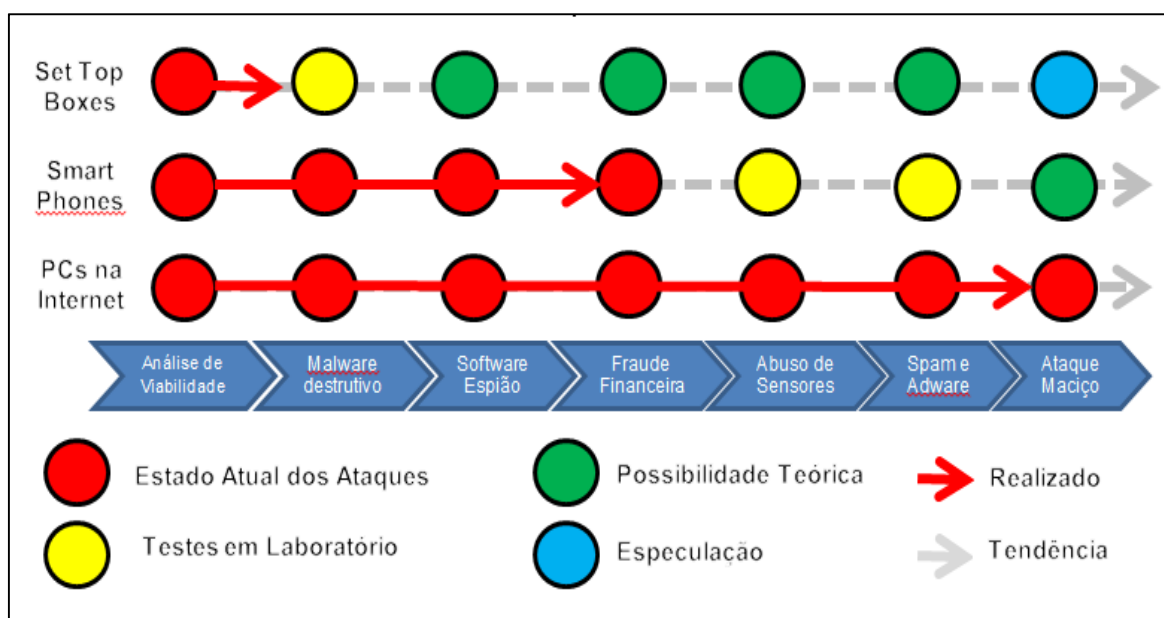 Set Top
Boxes
Smart
Phones
PCs na
Internet
Análise de
Viabilidade
Malware
destrutivo
Software
Espião
Fraude
Financeira
Abuso de
Sensores
Spam e
Adware
Ataque
Maciço
Estado Atual dos Ataques
Possibilidade Teórica
Realizado
Testes em Laboratório
Especulação
Tendência